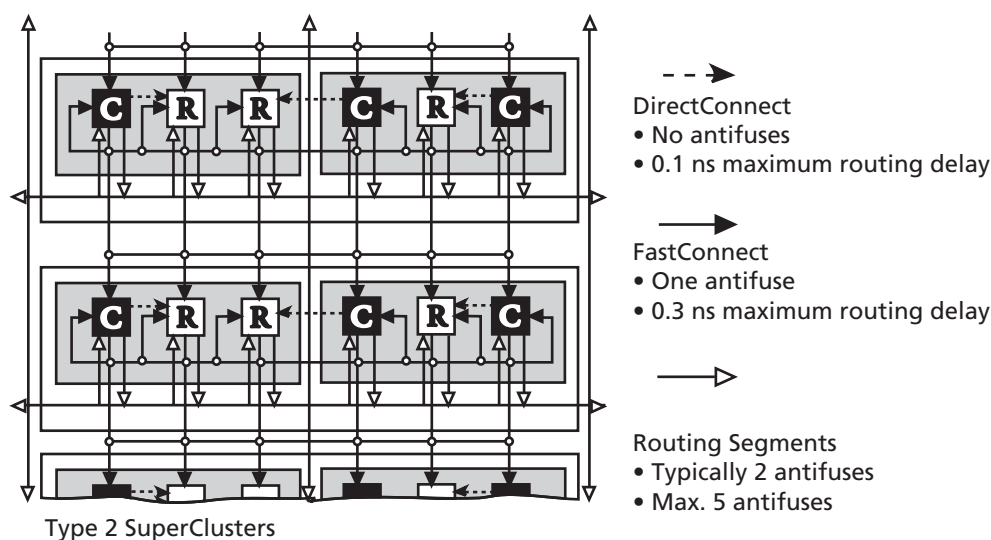 C R R C R C
DirectConnect
• No antifuses
• 0.1 ns maximum routing delay
FastConnect
• One antifuse
• 0.3 ns maximum routing delay
C R R C R C
Routing Segments
• Typically 2 antifuses
• Max. 5 antifuses
Type 2 SuperClusters